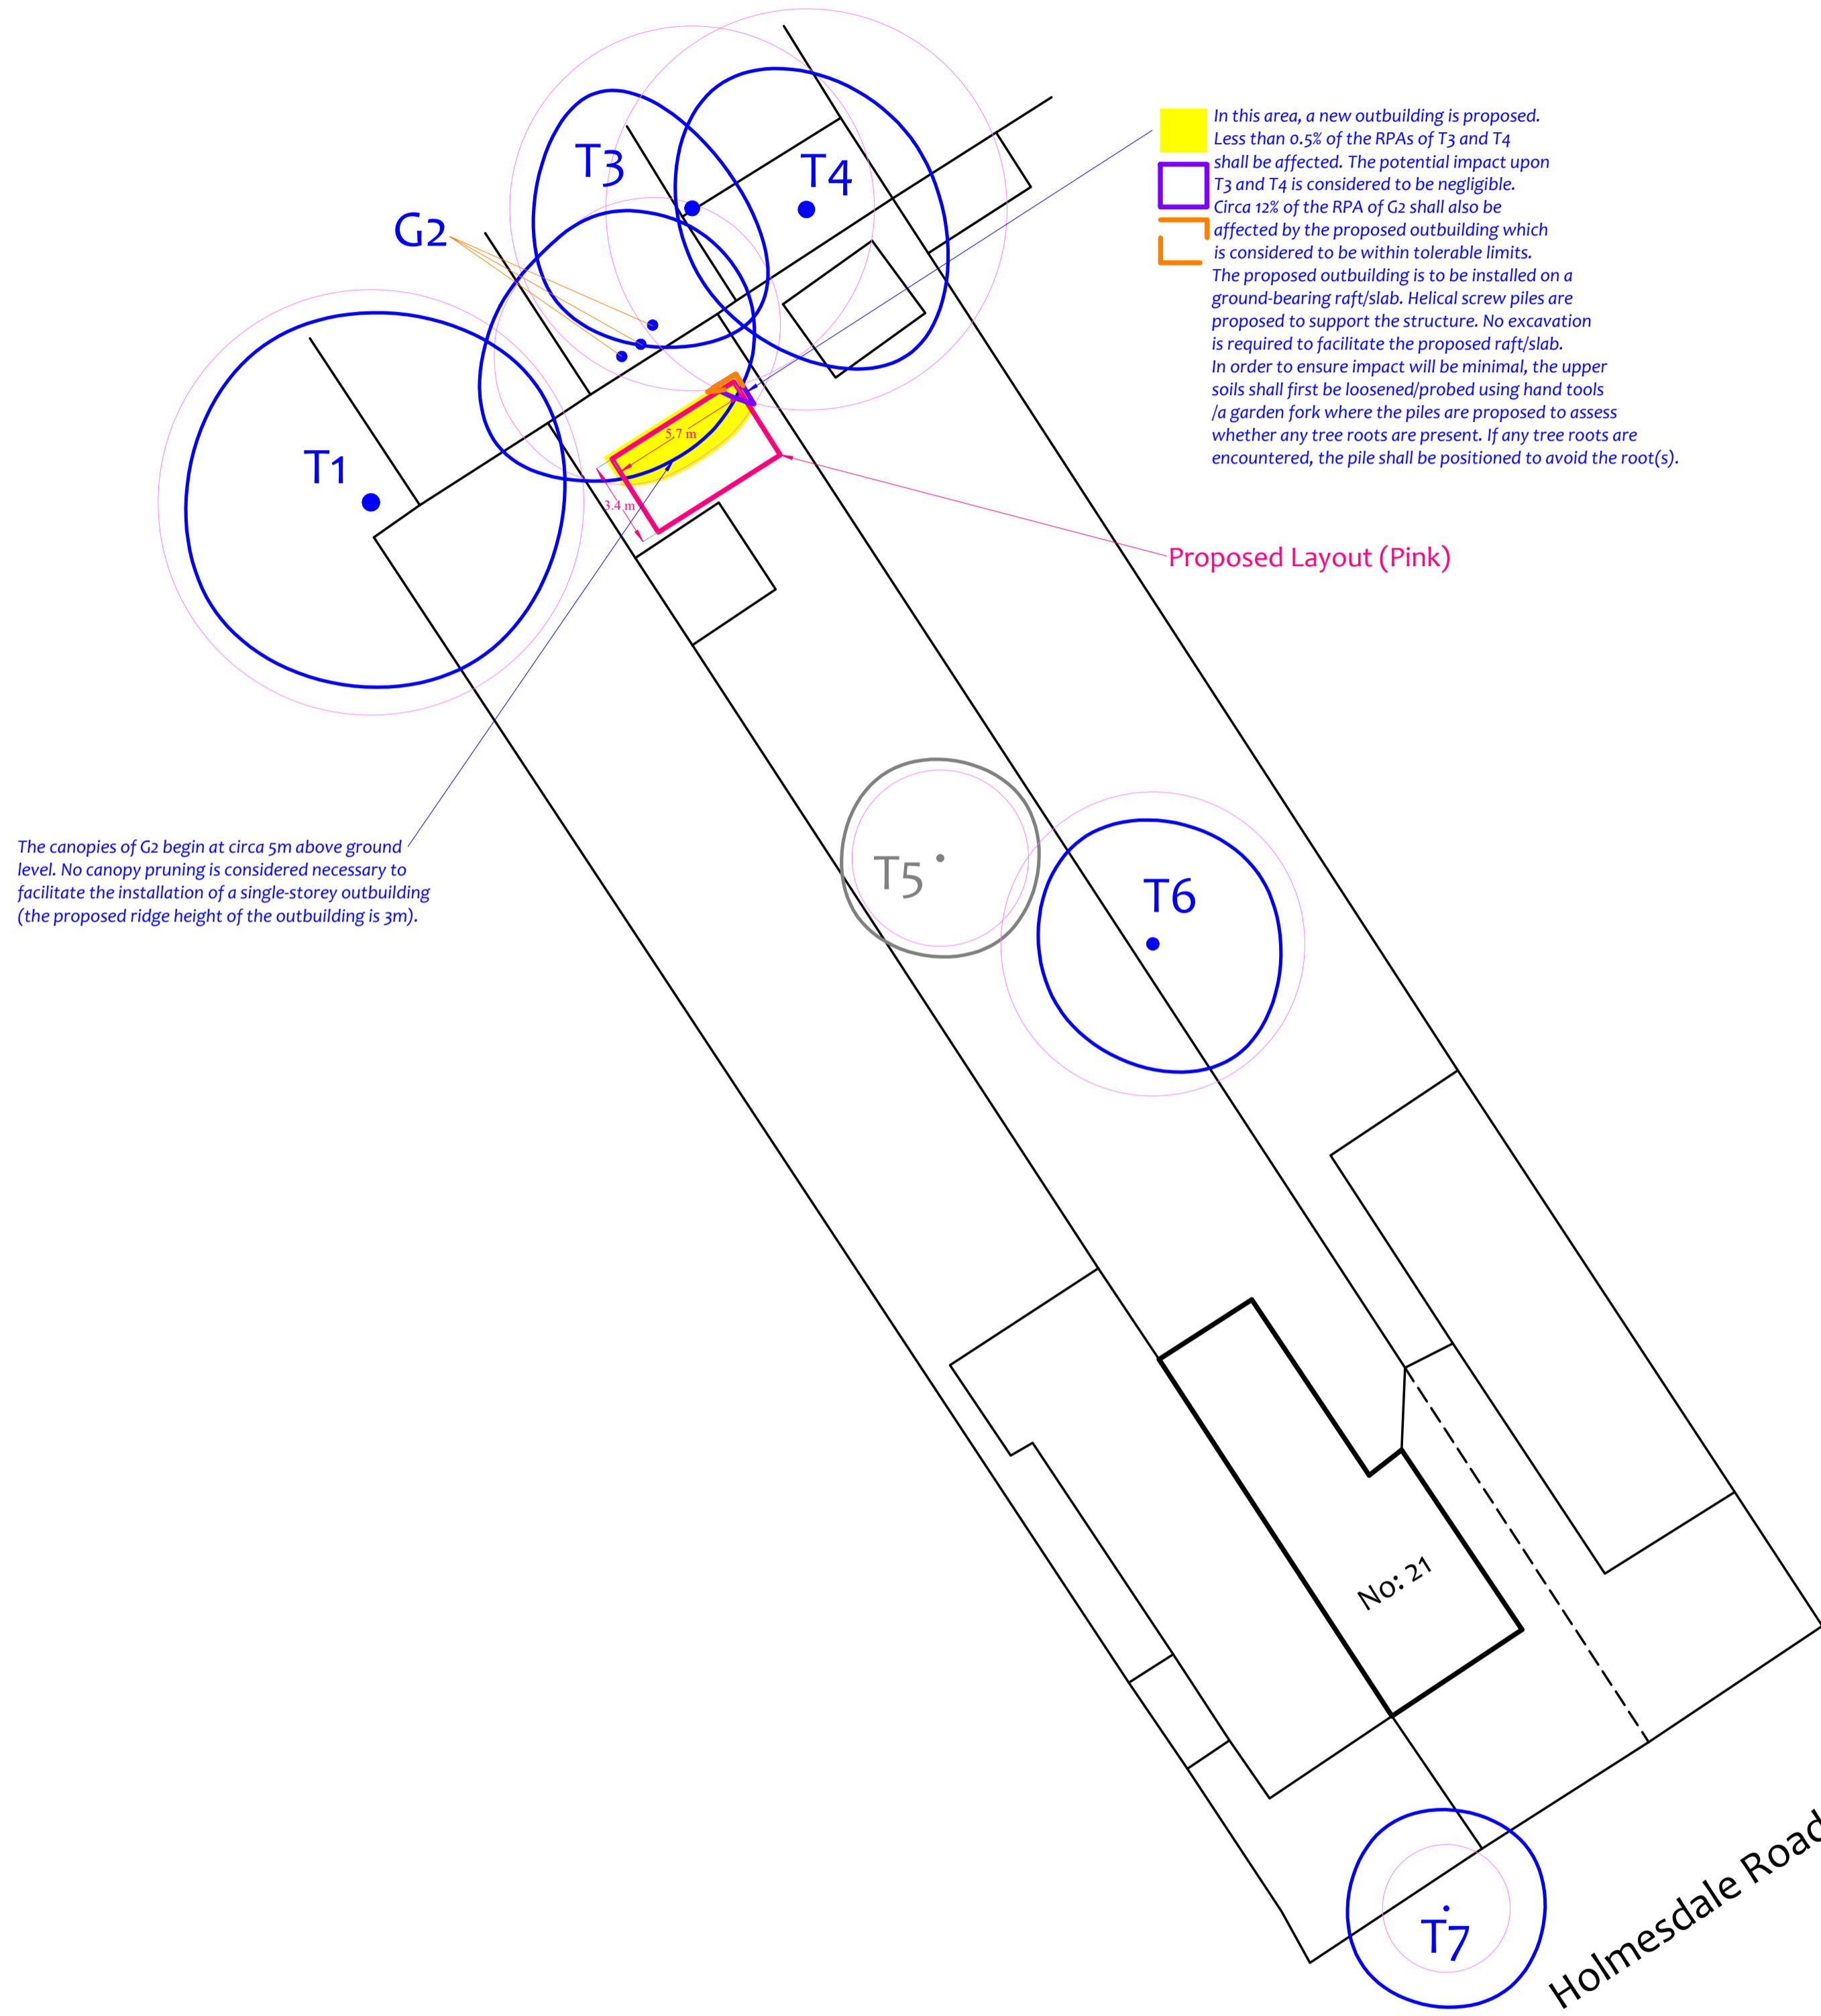 T3
T4
G2
T1
In this area, a new outbuilding is proposed.
Less than 0.5% of the RPAs of T3 and T4
shall be affected. The potential impact upon
T3 and T4 is considered to be negligible.
Circa 12% of the RPA of G2 shall also be
affected by the proposed outbuilding which
is considered to be within tolerable limits.
The proposed outbuilding is to be installed on a
ground-bearing raft/slab. Helical screw piles are
proposed to support the structure. No excavation
is required to facilitate the proposed raft/slab.
In order to ensure impact will be minimal, the upper
soils shall first be loosened/probed using hand tools
/a garden fork where the piles are proposed to assess
whether any tree roots are present. If any tree roots are
encountered, the pile shall be positioned to avoid the root(s).
5.7 m
3.4 m
Proposed Layout (Pink)
The canopies of G2 begin at circa 5m above ground
level. No canopy pruning is considered necessary to
facilitate the installation of a single-storey outbuilding
(the proposed ridge height of the outbuilding is 3m).
T5
T6
No: 21
T7
Holmesdale Road